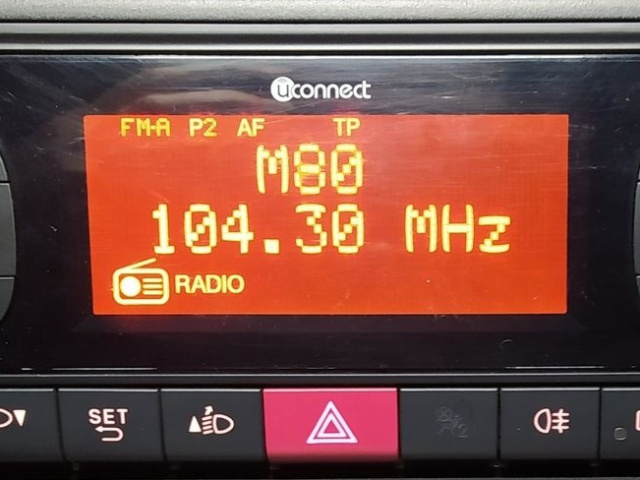 uconnect
FM-A P2 AF TP
M80
104.30 MHz
RADIO
SET